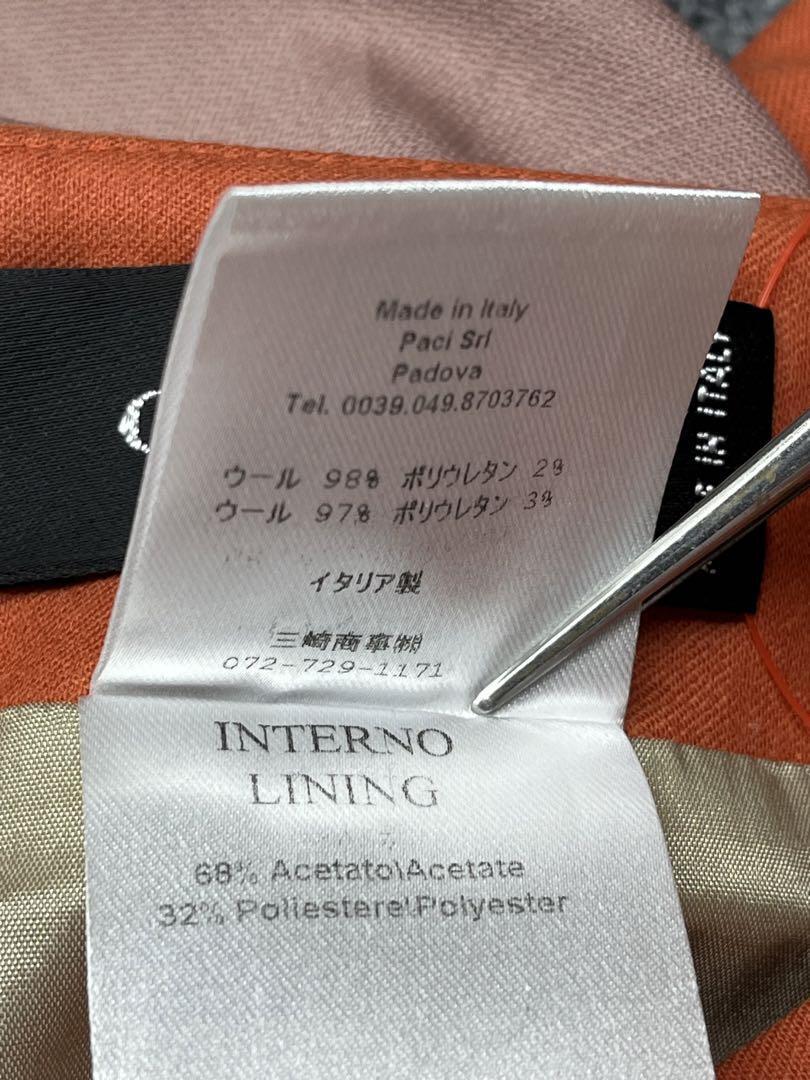 Made in Italy
Paci Srl
Padova
Tel. 0039.049.8703762
ウール 98% ポリウレタン 2%
ウール 97% ポリウレタン 3%
イタリア製
三崎商事㈱
072-729-1171
INTERNO
LINING
68% Acetato\Acetate
32% Poliestere\Polyester
IN ITALY